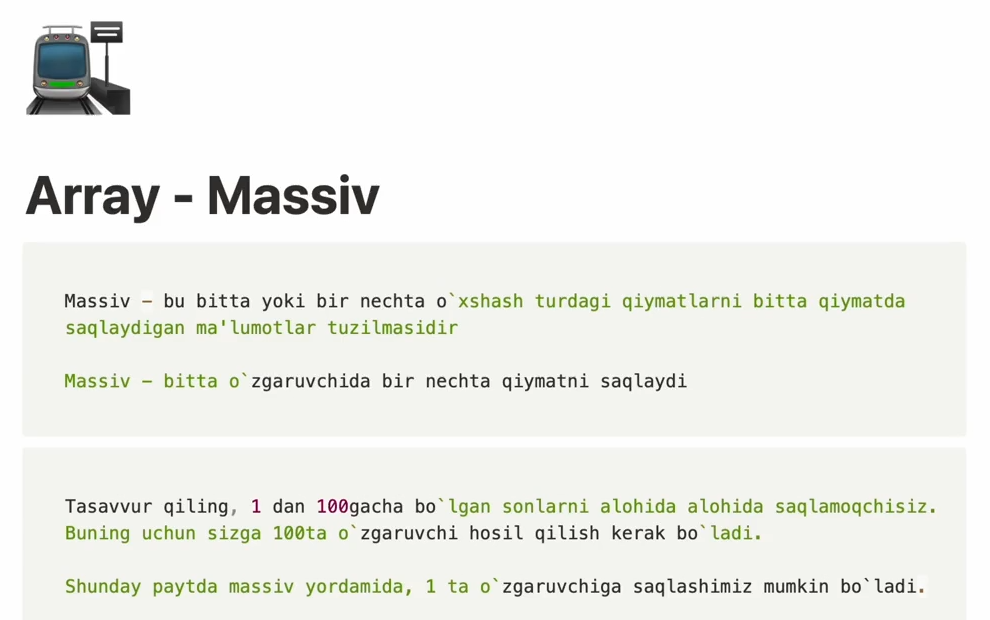 Array - Massiv
Massiv - bu bitta yoki bir nechta o`xshash turdagi qiymatlarni bitta qiymatda
saqlaydigan ma'lumotlar tuzilmasidir
Massiv - bitta o`zgaruvchida bir nechta qiymatni saqlaydi
Tasavvur qiling, 1 dan 100gacha bo`lgan sonlarni alohida alohida saqlamoqchisiz.
Buning uchun sizga 100ta o`zgaruvchi hosil qilish kerak bo`ladi.
Shunday paytda massiv yordamida, 1 ta o`zgaruvchiga saqlashimiz mumkin bo`ladi.